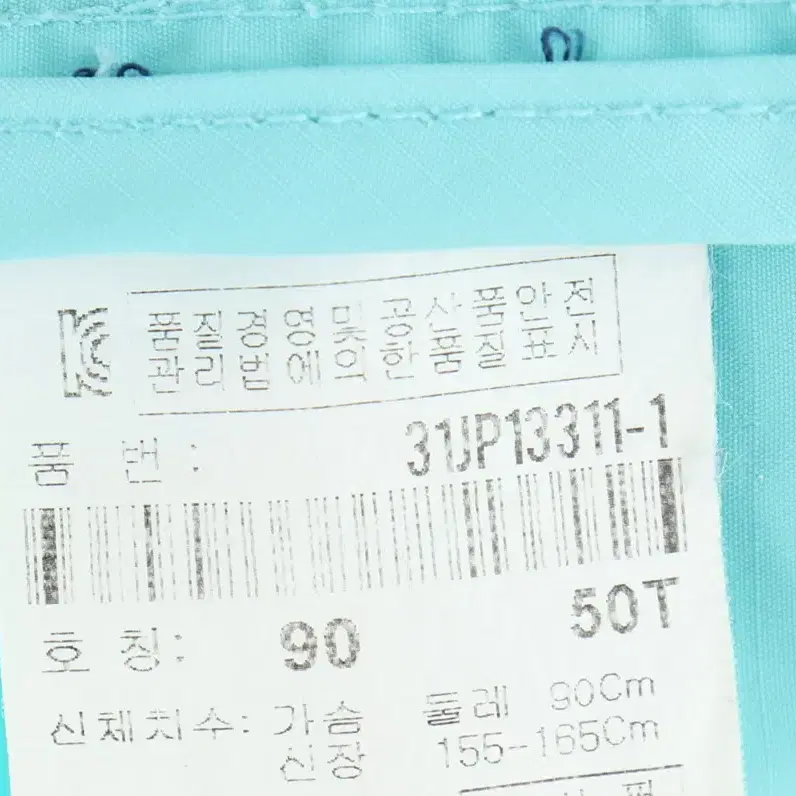 품질경영및공산품안전
관리법에의한품질표시
품 번 : 31JP13311-1
50T
호 칭: 90
신체치수: 가슴둘레 90Cm
신장 155-165Cm